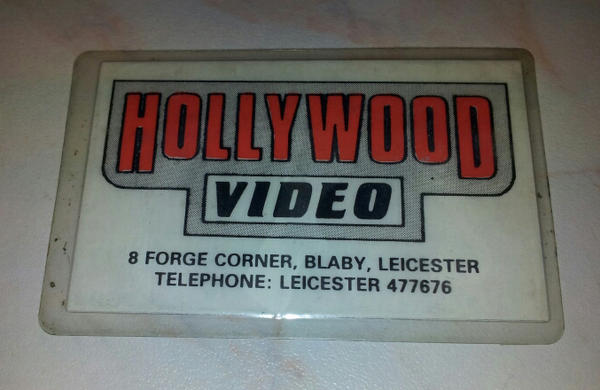 HOLLYWOOD
VIDEO
8 FORGE CORNER, BLABY, LEICESTER
TELEPHONE: LEICESTER 477676